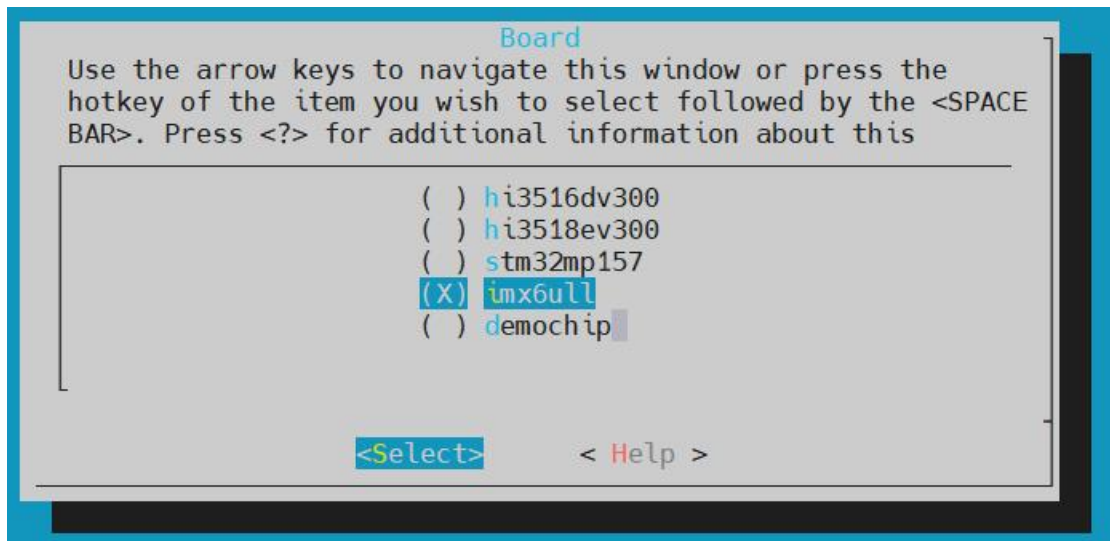 Board
Use the arrow keys to navigate this window or press the
hotkey of the item you wish to select followed by the <SPACE
BAR>. Press <?> for additional information about this
( ) hi3516dv300
( ) hi3518ev300
( ) stm32mp157
(X) imx6ull
( ) demochip
<Select> < Help >